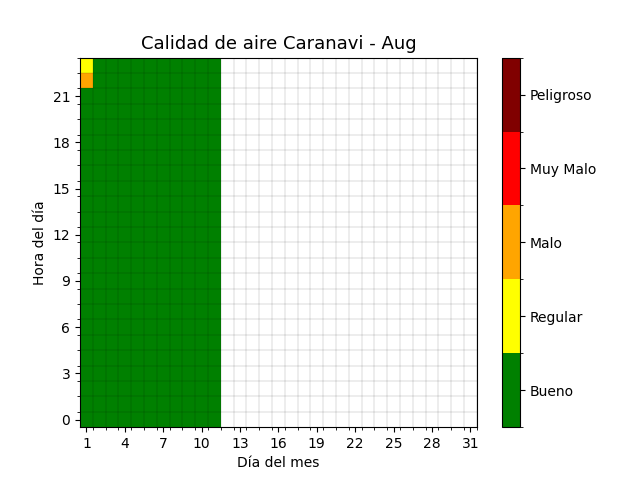 Calidad de aire Caranavi - Aug
Hora del día
21
18
15
12
9
6
3
0
1 4 7 10 13 16 19 22 25 28 31
Día del mes
Peligroso
Muy Malo
Malo
Regular
Bueno